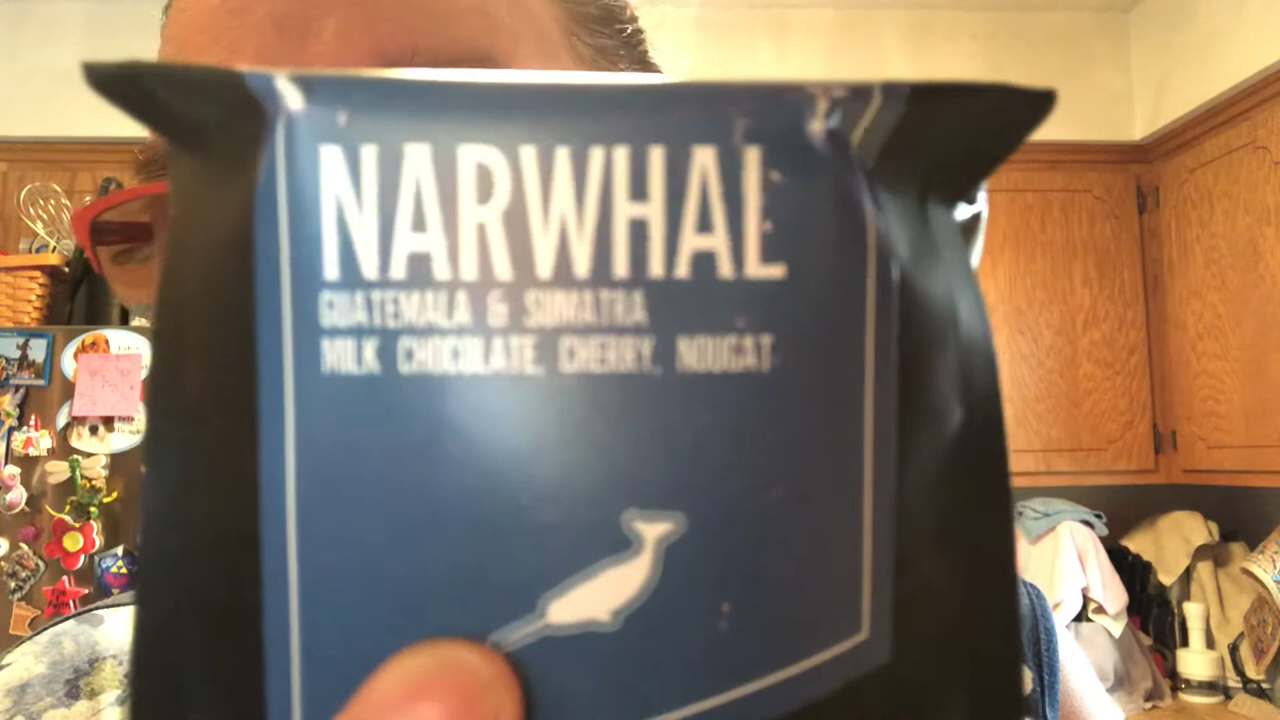 NARWHAL
GUATEMALA & SUMATRA
MILK CHOCOLATE, CHERRY, NOUGAT